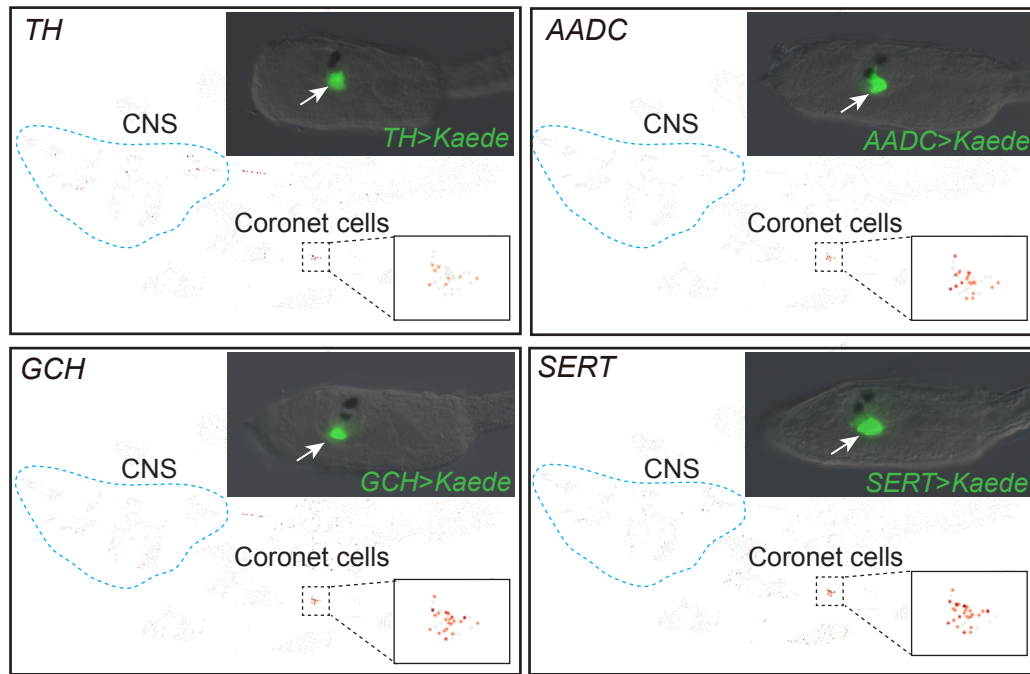 TH
CNS
TH>Kaede
Coronet cells
AADC
CNS
AADC>Kaede
Coronet cells
GCH
CNS
GCH>Kaede
Coronet cells
SERT
CNS
SERT>Kaede
Coronet cells